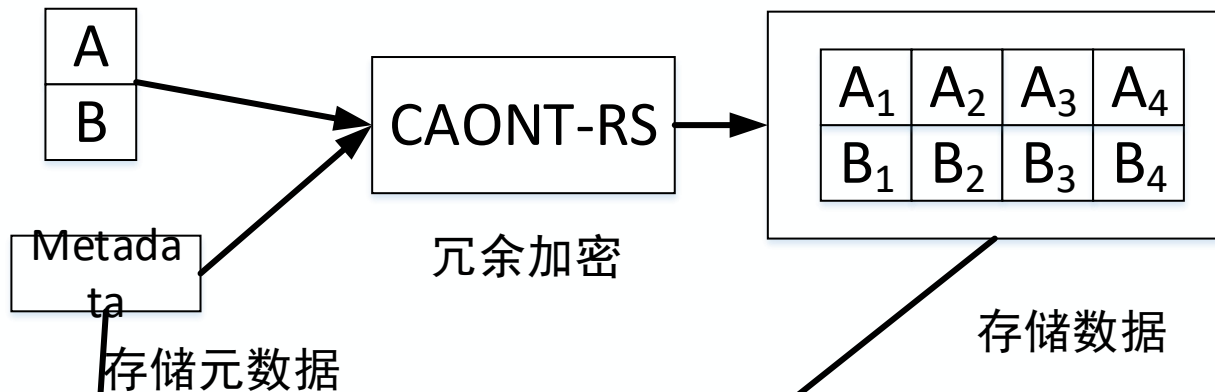 A
B
CAONT-RS
A₁ A₂ A₃ A₄
B₁ B₂ B₃ B₄
Metada
ta
冗余加密
存储元数据
存储数据